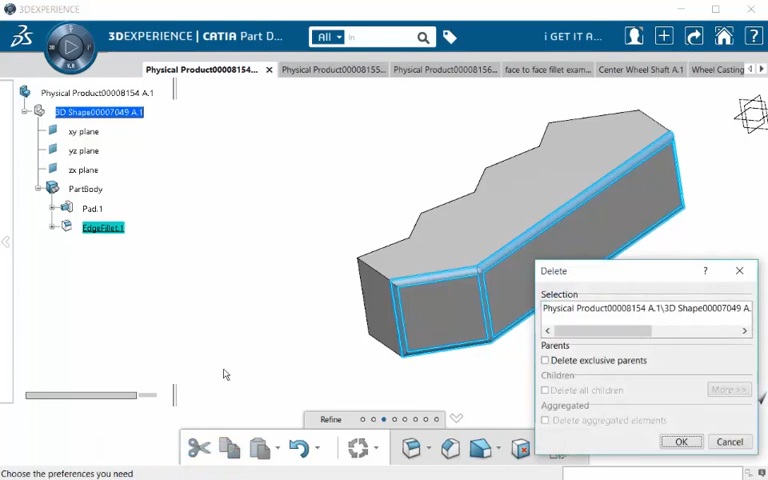 3DEXPERIENCE
3DEXPERIENCE | CATIA Part D...
All
in
i GET IT A...
V.R
Physical Product00008154...
Physical Product0000815S...
Physical Product00008156...
face to face fillet exam...
Center Wheel Shaft A.1
Wheel Casting
Physical Product00008154 A.1
3D Shape00007049 A.1
xy plane
yz plane
zx plane
PartBody
Pad.1
EdgeFillet.1
Delete
?
Selection
Physical Product00008154 A.1\3D Shape00007049 A.
Parents
Delete exclusive parents
Children
Delete all children
More >>
Aggregated
Delete aggregated elements
OK
Cancel
Refine
Choose the preferences you need